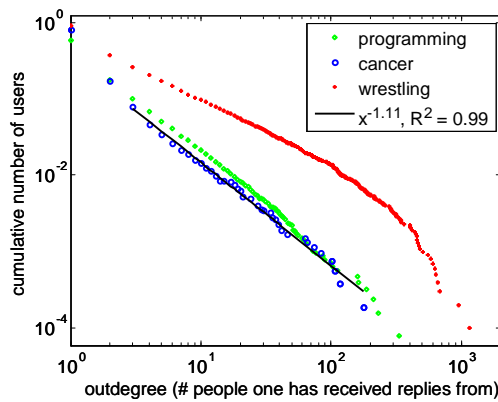 cumulative number of users
10^0
10^-2
10^-4
programming
cancer
wrestling
x^-1.11, R^2 = 0.99
10^0 10^1 10^2 10^3
outdegree (# people one has received replies from)